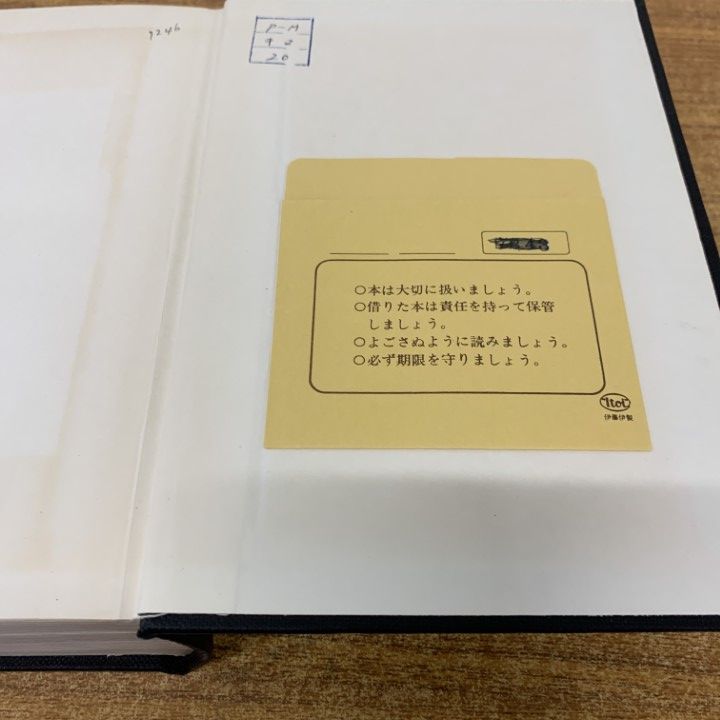 9246
P-M
42
20
○本は大切に扱いましょう。
○借りた本は責任を持って保管
しましょう。
○よごさぬように読みましょう。
○必ず期限を守りましょう。
Itoi
伊藤伊製